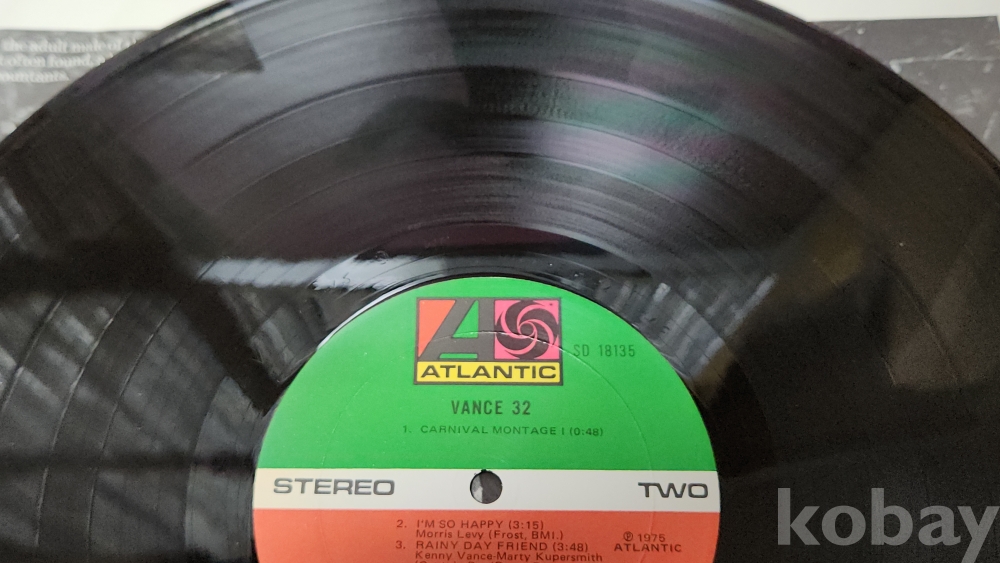 the adult male of
often found
ountants.
ATLANTIC
SD 18135
VANCE 32
1. CARNIVAL MONTAGE I (0:48)
STEREO
TWO
2. I'M SO HAPPY (3:15)
Morris Levy (Frost, BMI.)
3. RAINY DAY FRIEND (3:48)
Kenny Vance-Marty Kupersmith
℗ 1975
ATLANTIC
kobay